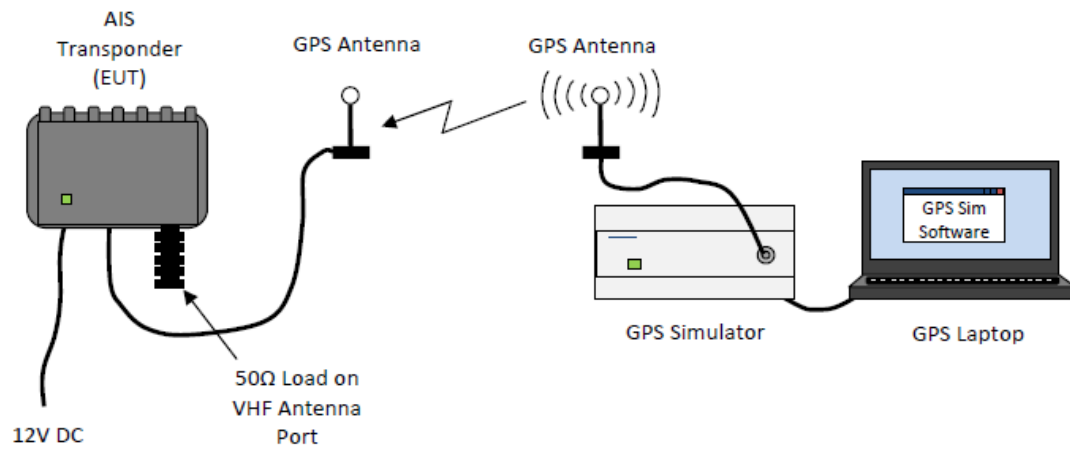 AIS
Transponder
(EUT)
GPS Antenna
GPS Antenna
GPS Sim
Software
GPS Simulator
GPS Laptop
50Ω Load on
VHF Antenna
Port
12V DC